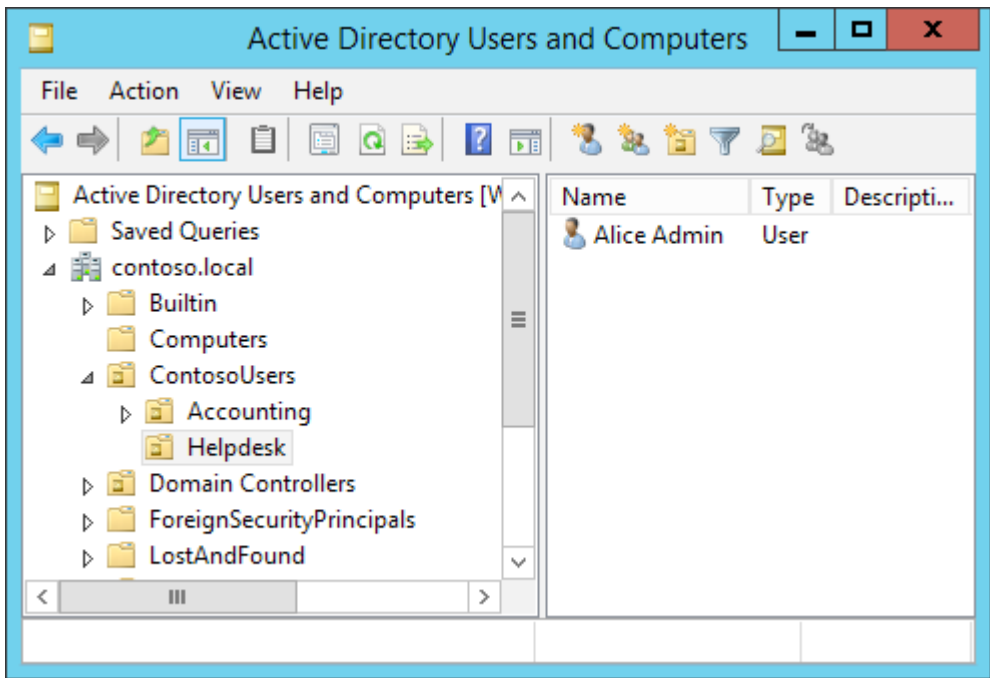 Active Directory Users and Computers
File Action View Help
Active Directory Users and Computers [W
Saved Queries
contoso.local
Builtin
Computers
ContosoUsers
Accounting
Helpdesk
Domain Controllers
ForeignSecurityPrincipals
LostAndFound
Name Type Descripti...
Alice Admin User